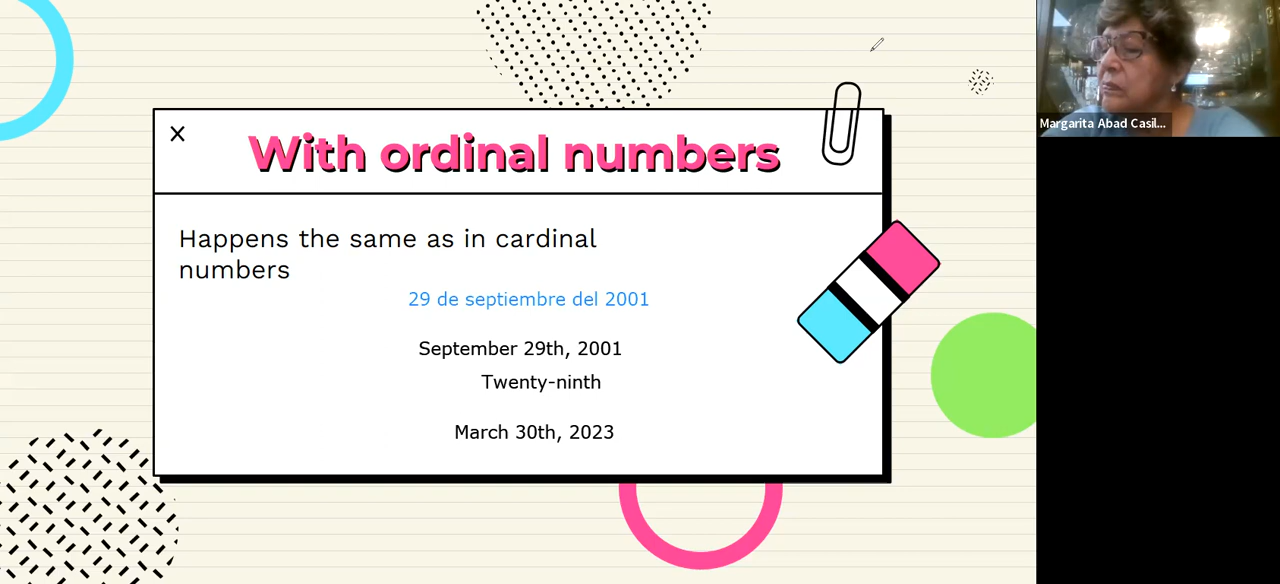 With ordinal numbers
Happens the same as in cardinal
numbers
29 de septiembre del 2001
September 29th, 2001
Twenty-ninth
March 30th, 2023
Margarita Abad Casil...